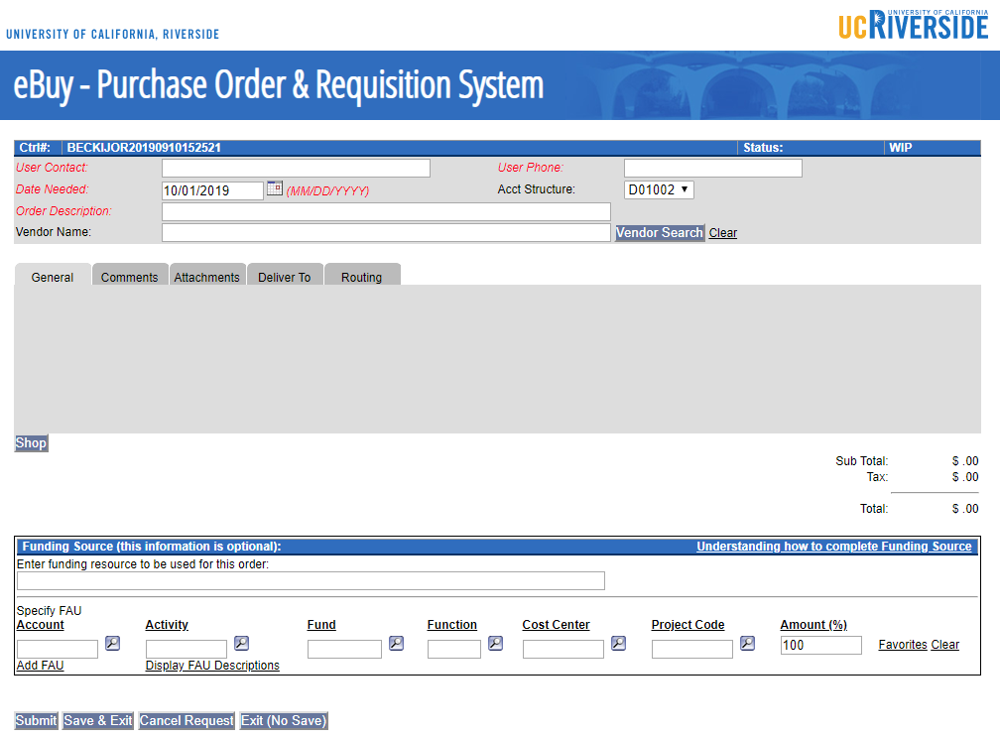 UNIVERSITY OF CALIFORNIA, RIVERSIDE
UNIVERSITY OF CALIFORNIA
UCRIVERSIDE
eBuy - Purchase Order & Requisition System
Ctrl#: BECKIJOR20190910152521 Status: WIP
User Contact: User Phone:
Date Needed: 10/01/2019 (MM/DD/YYYY) Acct Structure: D01002
Order Description:
Vendor Name: Vendor Search Clear
General Comments Attachments Deliver To Routing
Shop
Sub Total: $ .00
Tax: $ .00
Total: $ .00
Funding Source (this information is optional): Understanding how to complete Funding Source
Enter funding resource to be used for this order:
Specify FAU
Account Activity Fund Function Cost Center Project Code Amount (%)
100 Favorites Clear
Add FAU Display FAU Descriptions
Submit Save & Exit Cancel Request Exit (No Save)